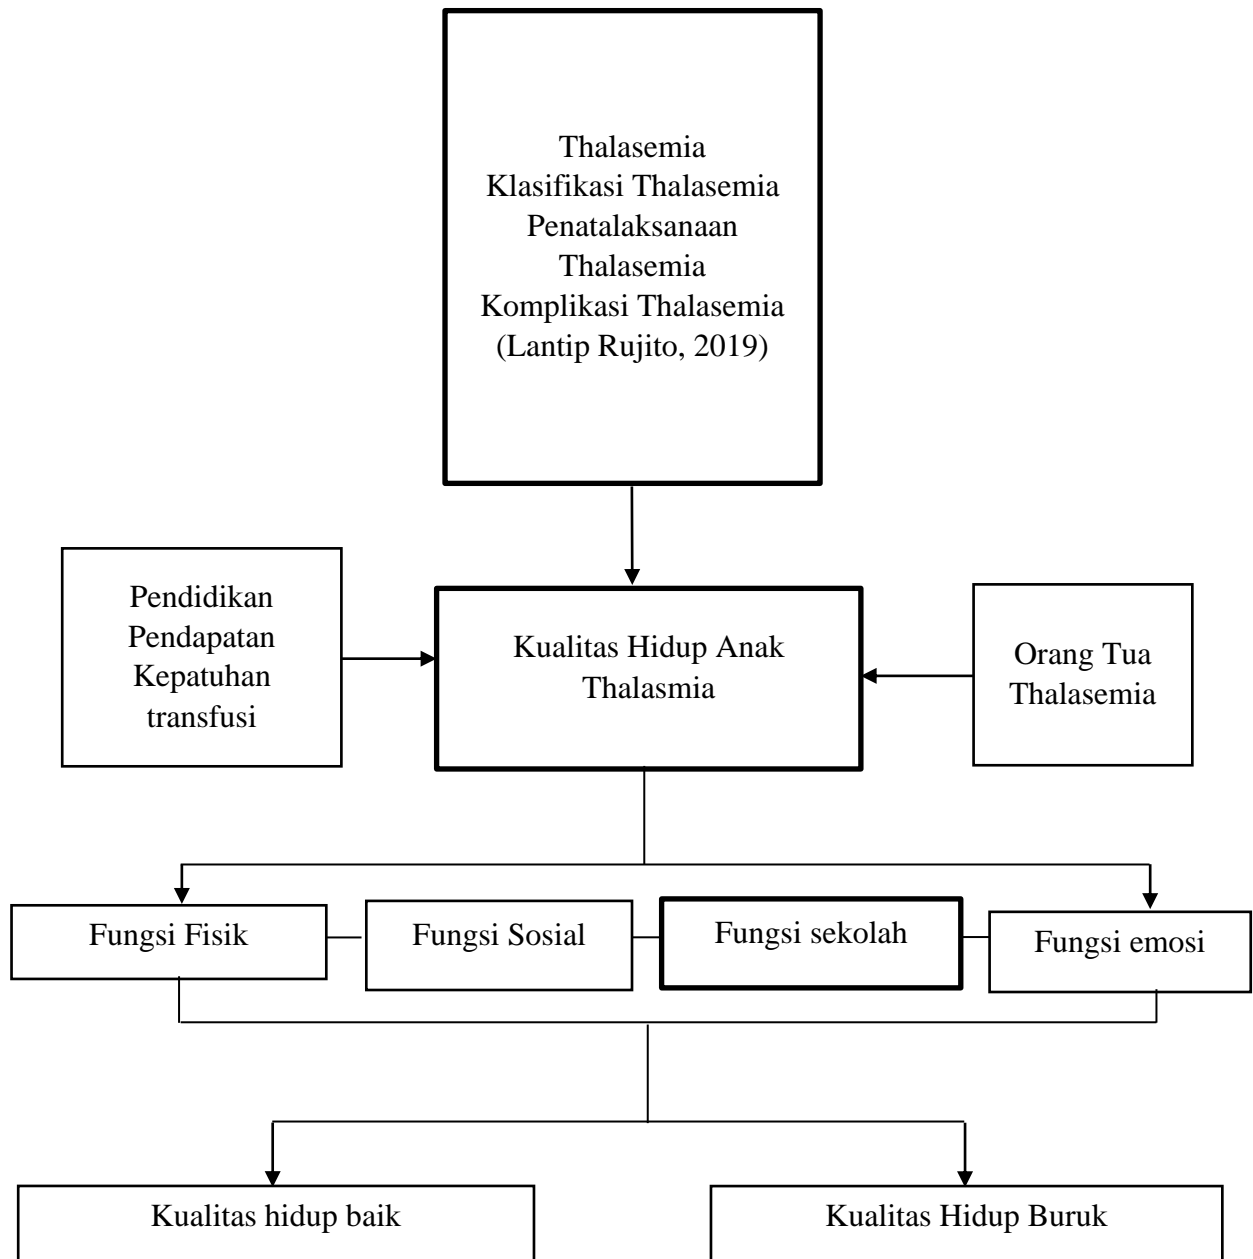 Thalasemia
Klasifikasi Thalasemia
Penatalaksanaan
Thalasemia
Komplikasi Thalasemia
(Lantip Rujito, 2019)
Pendidikan
Pendapatan
Kepatuhan
transfusi
Kualitas Hidup Anak
Thalasmia
Orang Tua
Thalasemia
Fungsi Fisik
Fungsi Sosial
Fungsi sekolah
Fungsi emosi
Kualitas hidup baik
Kualitas Hidup Buruk